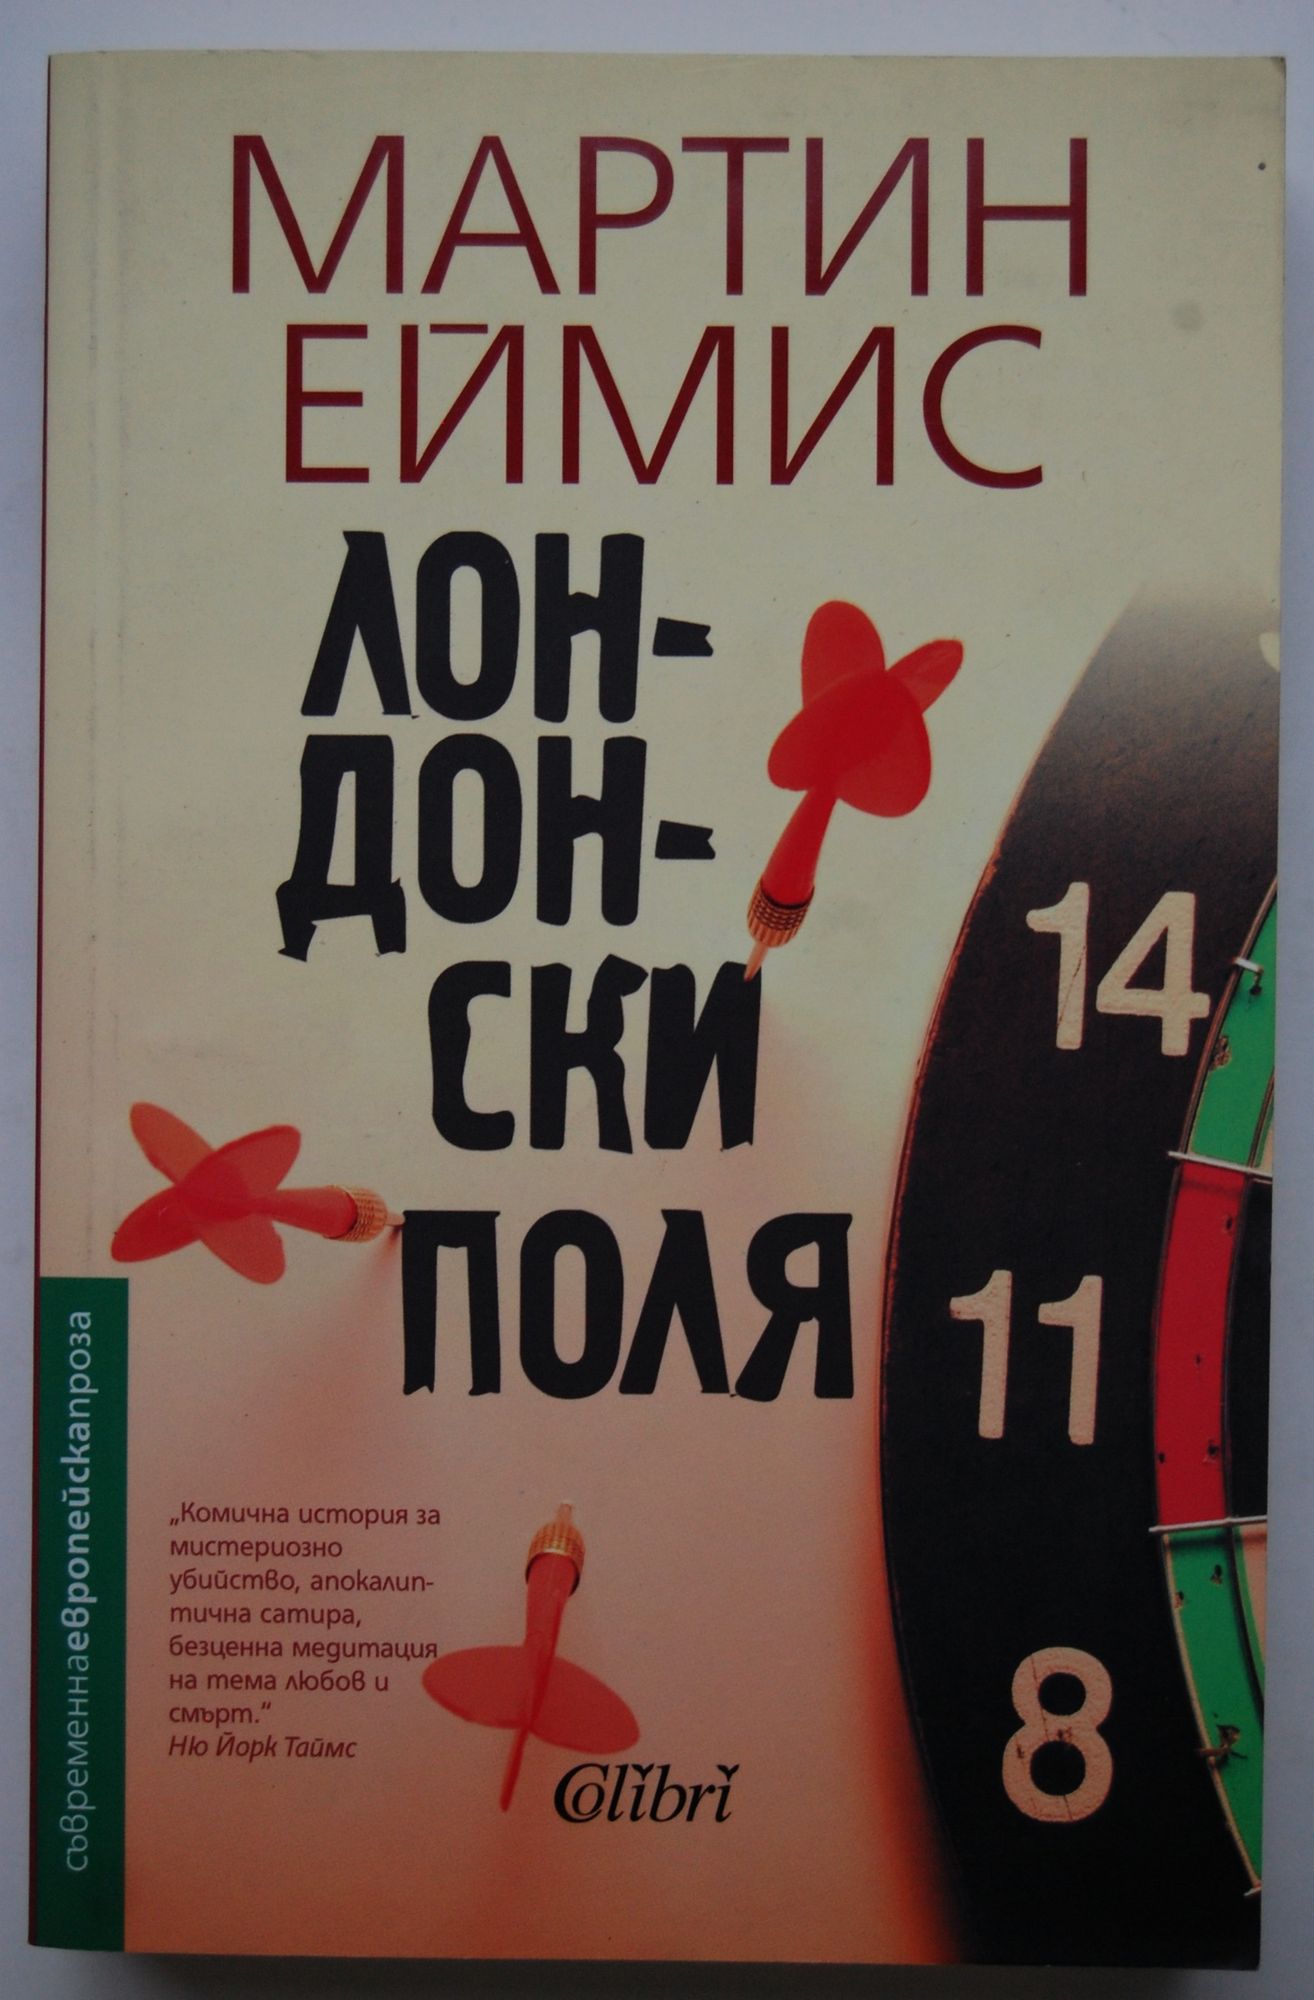 МАРТИН
ЕЙМИС
ЛОН-
ДОН-
СКИ
ПОЛЯ
14
11
8
съвременнаевропейскапроза
„Комична история за
мистериозно
убийство, апокалип-
тична сатира,
безценна медитация
на тема любов и
смърт.“
Ню Йорк Таймс
Colibri